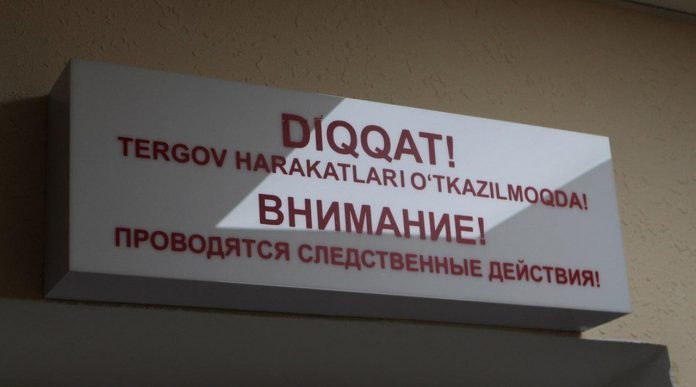 DIQQAT!
TERGOV HARAKATLARI O‘TKAZILMOQDA!
ВНИМАНИЕ!
ПРОВОДЯТСЯ СЛЕДСТВЕННЫЕ ДЕЙСТВИЯ!